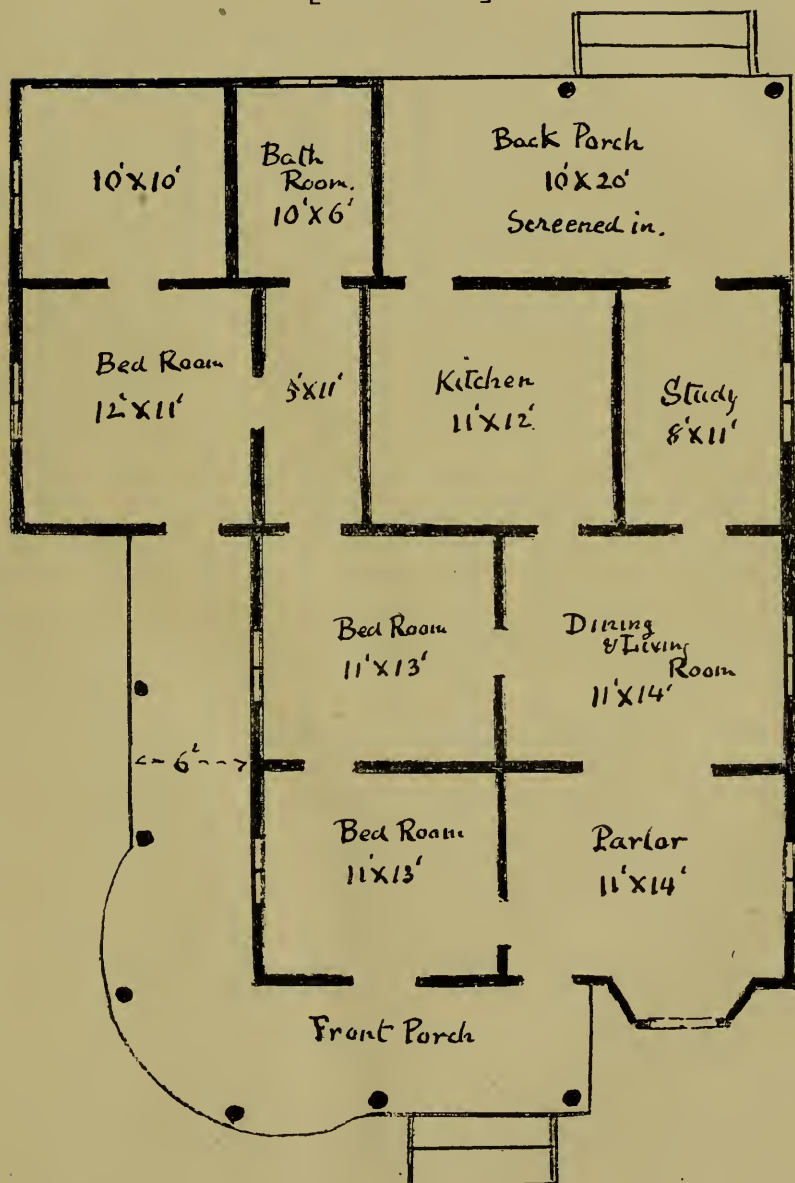 10'X10'
Bath
Room.
10'X6'
Back Porch
10'X20'
Screened in.
Bed Room
12'X11'
5'X11'
Kitchen
11'X12'
Study
8'X11'
Bed Room
11'X13'
Dining
& Living
Room
11'X14'
6'
Bed Room
11'X13'
Parlor
11'X14'
Front Porch